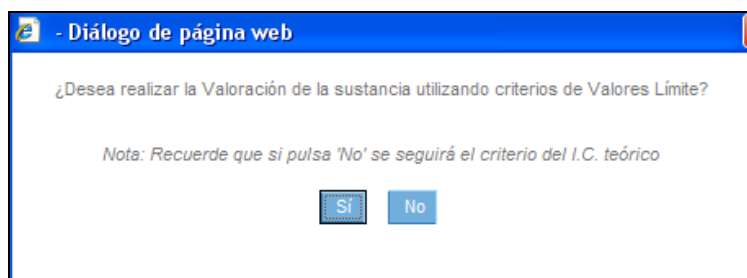 - Diálogo de página web
¿Desea realizar la Valoración de la sustancia utilizando criterios de Valores Límite?
Nota: Recuerde que si pulsa 'No' se seguirá el criterio del I.C. teórico
Sí No